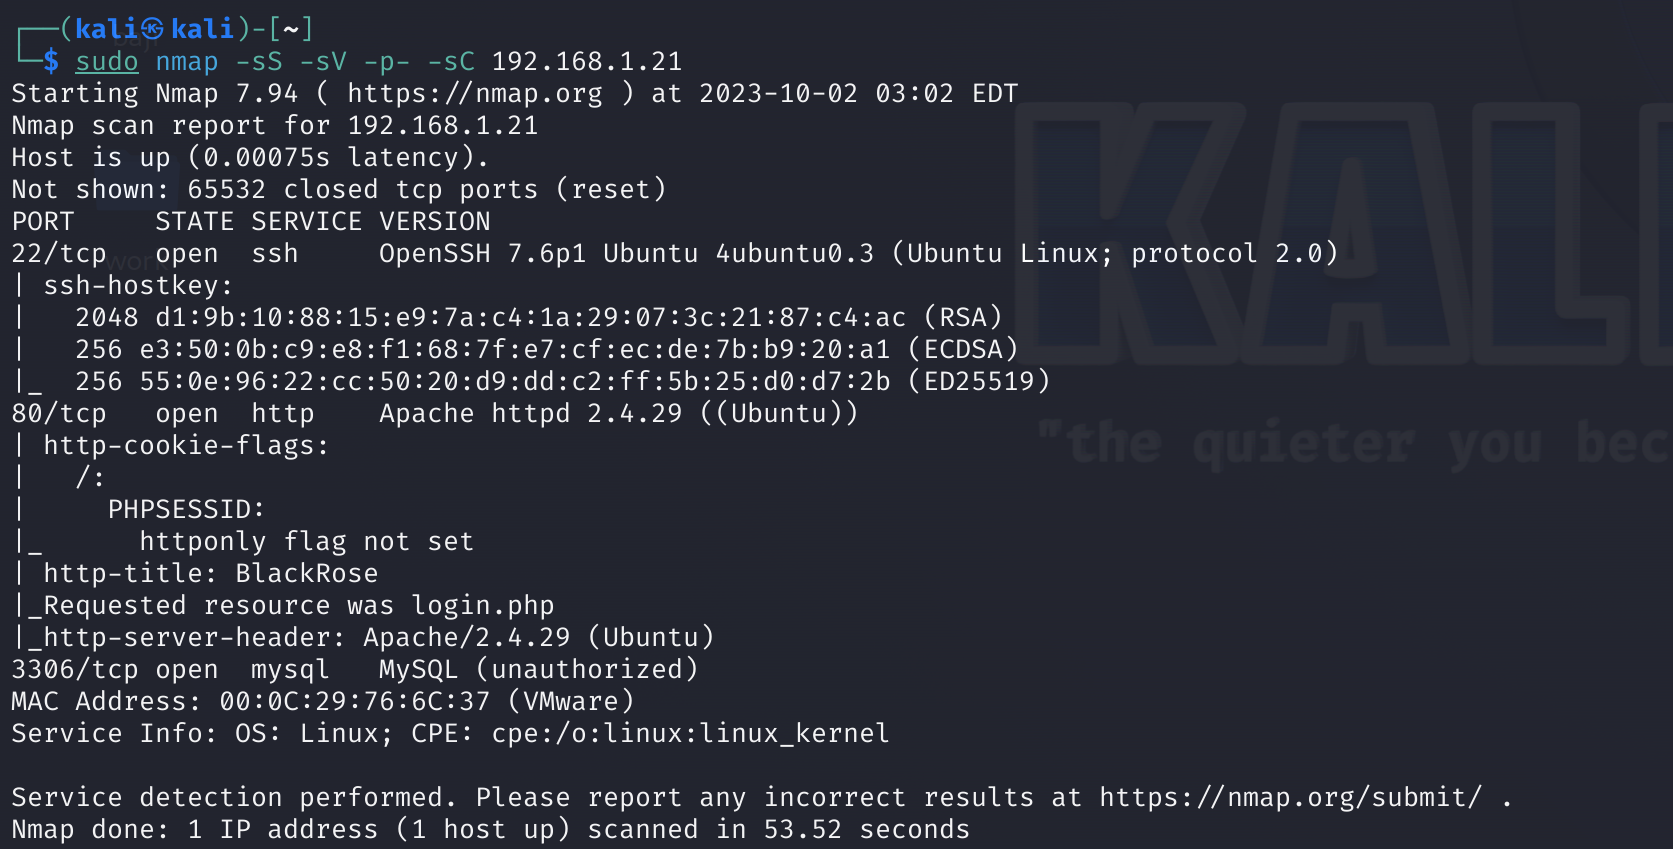 ┌──(kali㉿kali)-[~]
└─$ sudo nmap -sS -sV -p- -sC 192.168.1.21
Starting Nmap 7.94 ( https://nmap.org ) at 2023-10-02 03:02 EDT
Nmap scan report for 192.168.1.21
Host is up (0.00075s latency).
Not shown: 65532 closed tcp ports (reset)
PORT     STATE SERVICE VERSION
22/tcp   open  ssh     OpenSSH 7.6p1 Ubuntu 4ubuntu0.3 (Ubuntu Linux; protocol 2.0)
| ssh-hostkey:
|   2048 d1:9b:10:88:15:e9:7a:c4:1a:29:07:3c:21:87:c4:ac (RSA)
|   256 e3:50:0b:c9:e8:f1:68:7f:e7:cf:ec:de:7b:b9:20:a1 (ECDSA)
|_  256 55:0e:96:22:cc:50:20:d9:dd:c2:ff:5b:25:d0:d7:2b (ED25519)
80/tcp   open  http    Apache httpd 2.4.29 ((Ubuntu))
| http-cookie-flags:
|   /:
|     PHPSESSID:
|_      httponly flag not set
| http-title: BlackRose
|_Requested resource was login.php
|_http-server-header: Apache/2.4.29 (Ubuntu)
3306/tcp open  mysql   MySQL (unauthorized)
MAC Address: 00:0C:29:76:6C:37 (VMware)
Service Info: OS: Linux; CPE: cpe:/o:linux:linux_kernel

Service detection performed. Please report any incorrect results at https://nmap.org/submit/ .
Nmap done: 1 IP address (1 host up) scanned in 53.52 seconds
KALI
"the quieter you bec
work